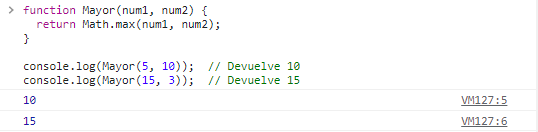 > function Mayor(num1, num2) {
    return Math.max(num1, num2);
  }

  console.log(Mayor(5, 10));  // Devuelve 10
  console.log(Mayor(15, 3));  // Devuelve 15
10 VM127:5
15 VM127:6